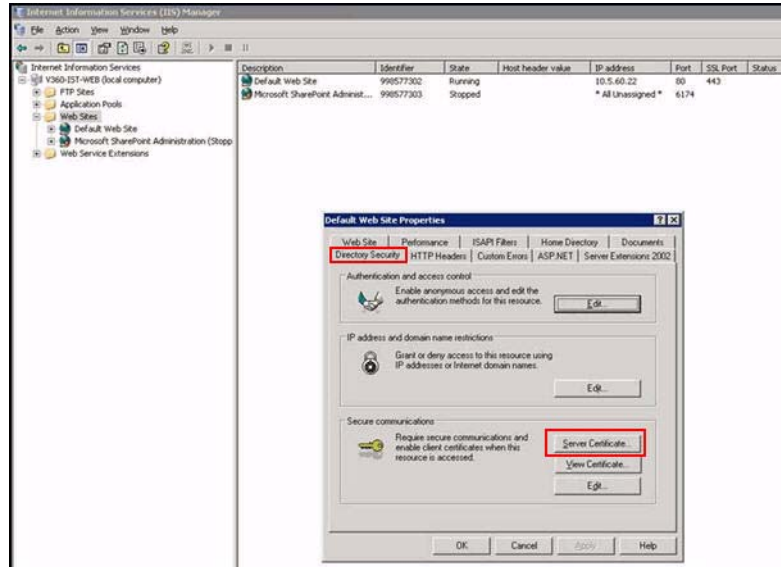 Internet Information Services (IIS) Manager
File Action View Window Help
Internet Information Services
V360-IST-WEB (local computer)
FTP Sites
Application Pools
Web Sites
Default Web Site
Microsoft SharePoint Administration (Stopp
Web Service Extensions
Description Identifier State Host header value IP address Port SSL Port Status
Default Web Site 998577302 Running 10.5.60.22 80 443
Microsoft SharePoint Administ... 998577303 Stopped * All Unassigned * 6174
Default Web Site Properties
Web Site Performance ISAPI Filters Home Directory Documents
Directory Security HTTP Headers Custom Errors ASP.NET Server Extensions 2002
Authentication and access control
Enable anonymous access and edit the
authentication methods for this resource.
Edit...
IP address and domain name restrictions
Grant or deny access to this resource using
IP addresses or Internet domain names.
Edit...
Secure communications
Require secure communications and
enable client certificates when this
resource is accessed.
Server Certificate...
View Certificate...
Edit...
OK Cancel Apply Help